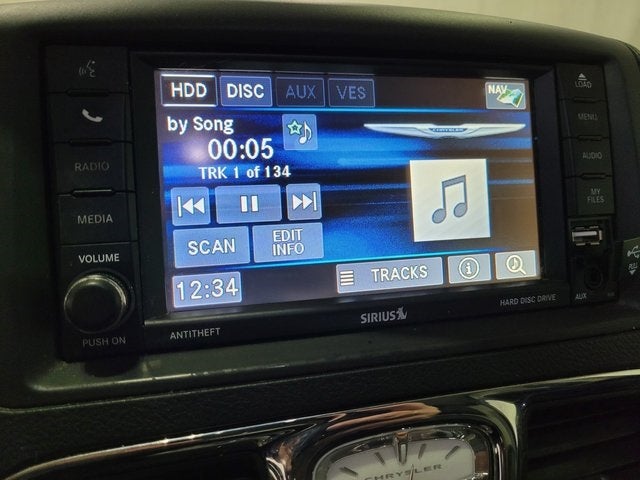 HDD DISC AUX VES NAV
by Song
00:05
TRK 1 of 134
CHRYSLER
SCAN EDIT INFO
12:34 TRACKS
RADIO
MEDIA
VOLUME
PUSH ON
LOAD
MENU
AUDIO
MY FILES
AUX
ANTITHEFT SIRIUS HARD DISC DRIVE
CHRYSLER